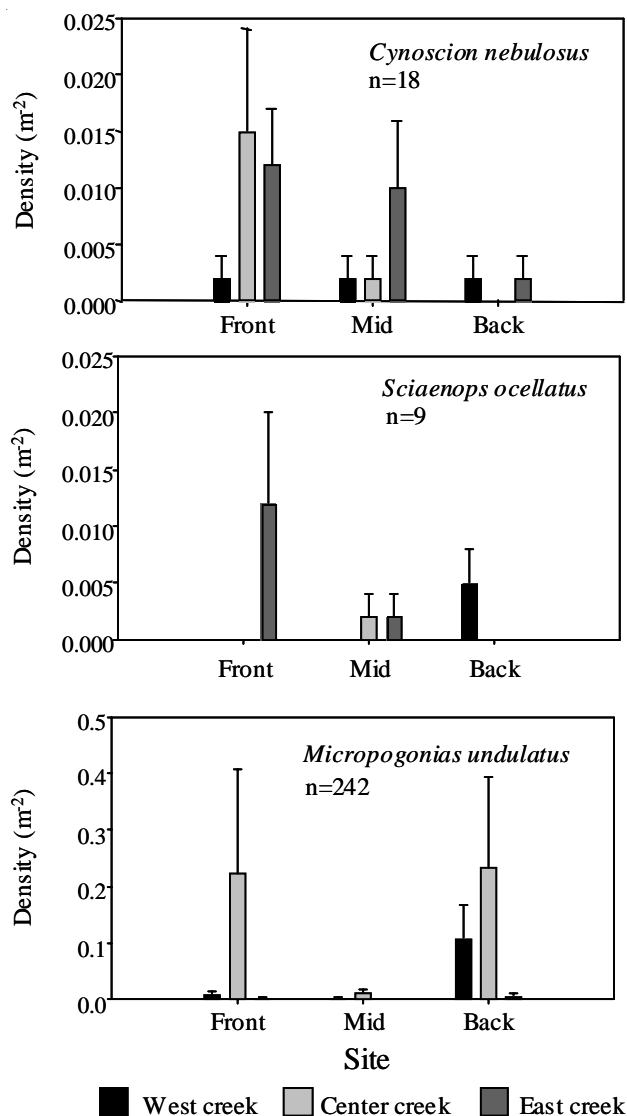 0.025
Cynoscion nebulosus
n=18
0.020
0.015
0.010
0.005
0.000
Density (m-2)
Front Mid Back
0.025
Sciaenops ocellatus
n=9
0.020
0.015
0.010
0.005
0.000
Density (m-2)
Front Mid Back
0.5
Micropogonias undulatus
n=242
0.4
0.3
0.2
0.1
0.0
Density (m-2)
Front Mid Back
Site
West creek Center creek East creek